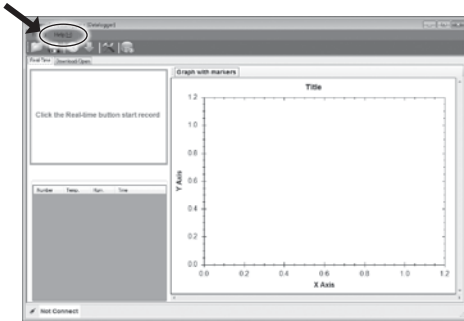 [Datalogger]
Help(H)
Real Time Download Open
Graph with markers
Click the Real-time button start record
Title
1.2
1.0
0.8
0.6
0.4
0.2
0.0
Y Axis
0.0 0.2 0.4 0.6 0.8 1.0 1.2
X Axis
Number Temp. Hum. Time
Not Connect